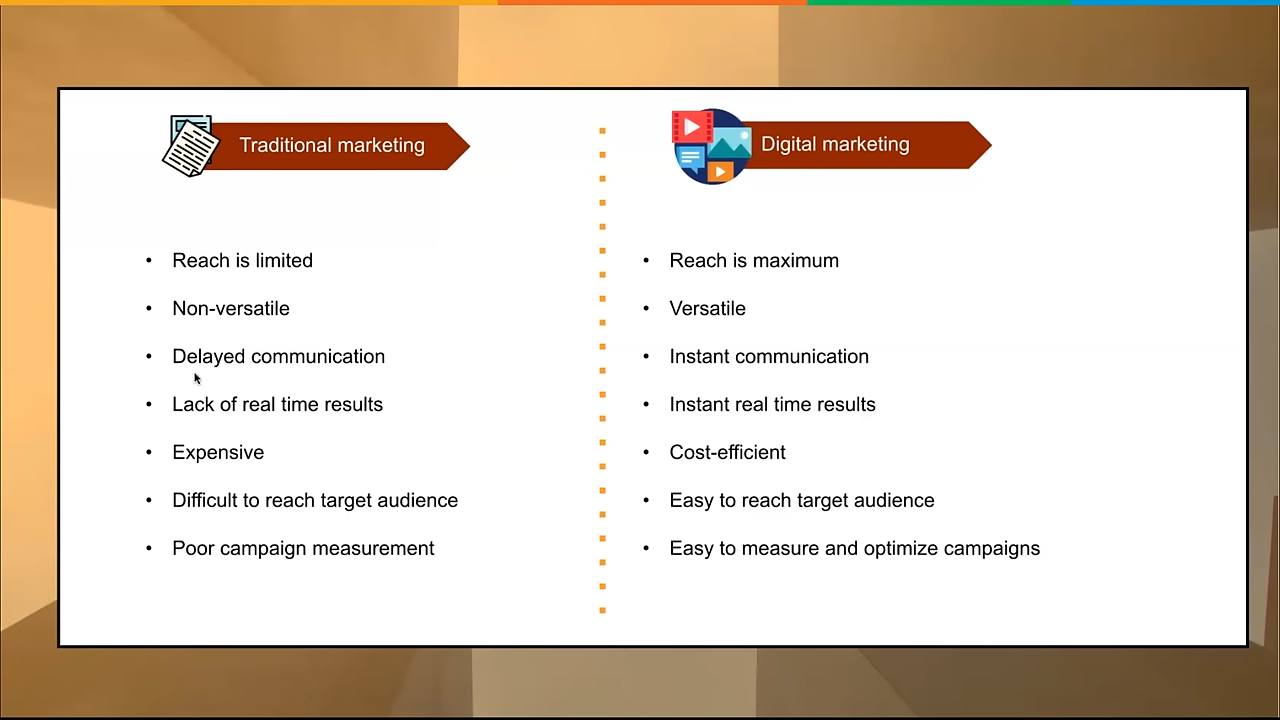 Traditional marketing
• Reach is limited
• Non-versatile
• Delayed communication
• Lack of real time results
• Expensive
• Difficult to reach target audience
• Poor campaign measurement
Digital marketing
• Reach is maximum
• Versatile
• Instant communication
• Instant real time results
• Cost-efficient
• Easy to reach target audience
• Easy to measure and optimize campaigns